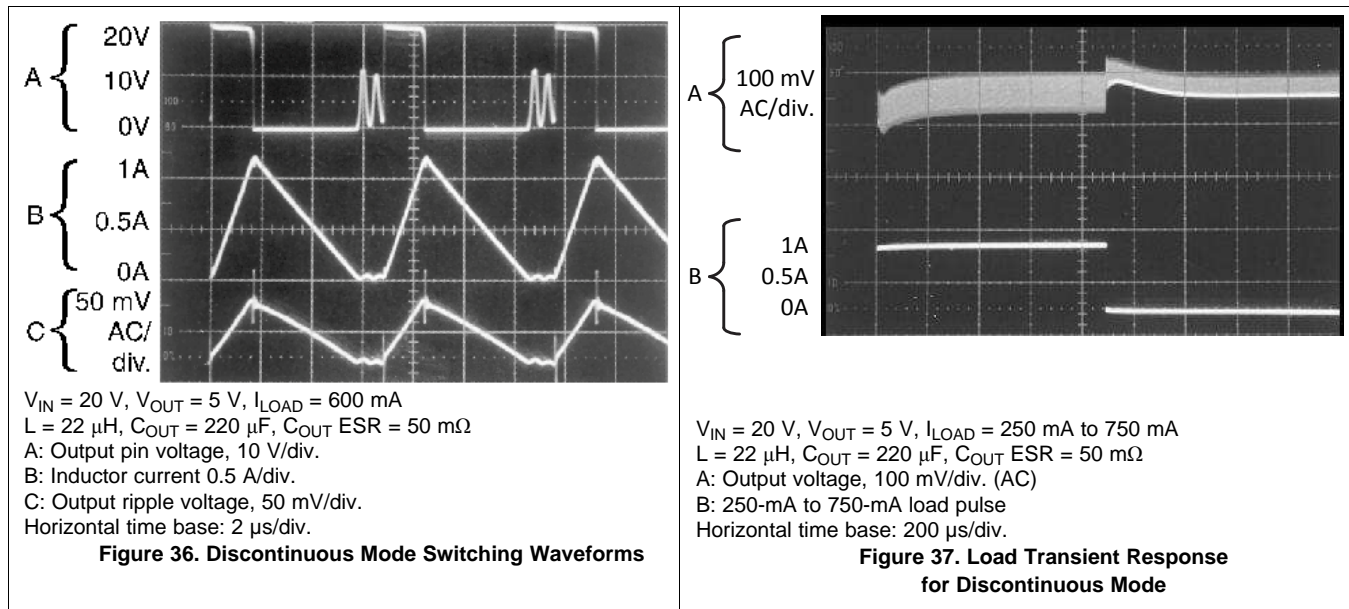 A
20V
10V
0V
B
1A
0.5A
0A
C
50 mV
AC/
div.
V_IN = 20 V, V_OUT = 5 V, I_LOAD = 600 mA
L = 22 μH, C_OUT = 220 μF, C_OUT ESR = 50 mΩ
A: Output pin voltage, 10 V/div.
B: Inductor current 0.5 A/div.
C: Output ripple voltage, 50 mV/div.
Horizontal time base: 2 μs/div.
Figure 36. Discontinuous Mode Switching Waveforms
A
100 mV
AC/div.
B
1A
0.5A
0A
V_IN = 20 V, V_OUT = 5 V, I_LOAD = 250 mA to 750 mA
L = 22 μH, C_OUT = 220 μF, C_OUT ESR = 50 mΩ
A: Output voltage, 100 mV/div. (AC)
B: 250-mA to 750-mA load pulse
Horizontal time base: 200 μs/div.
Figure 37. Load Transient Response
for Discontinuous Mode